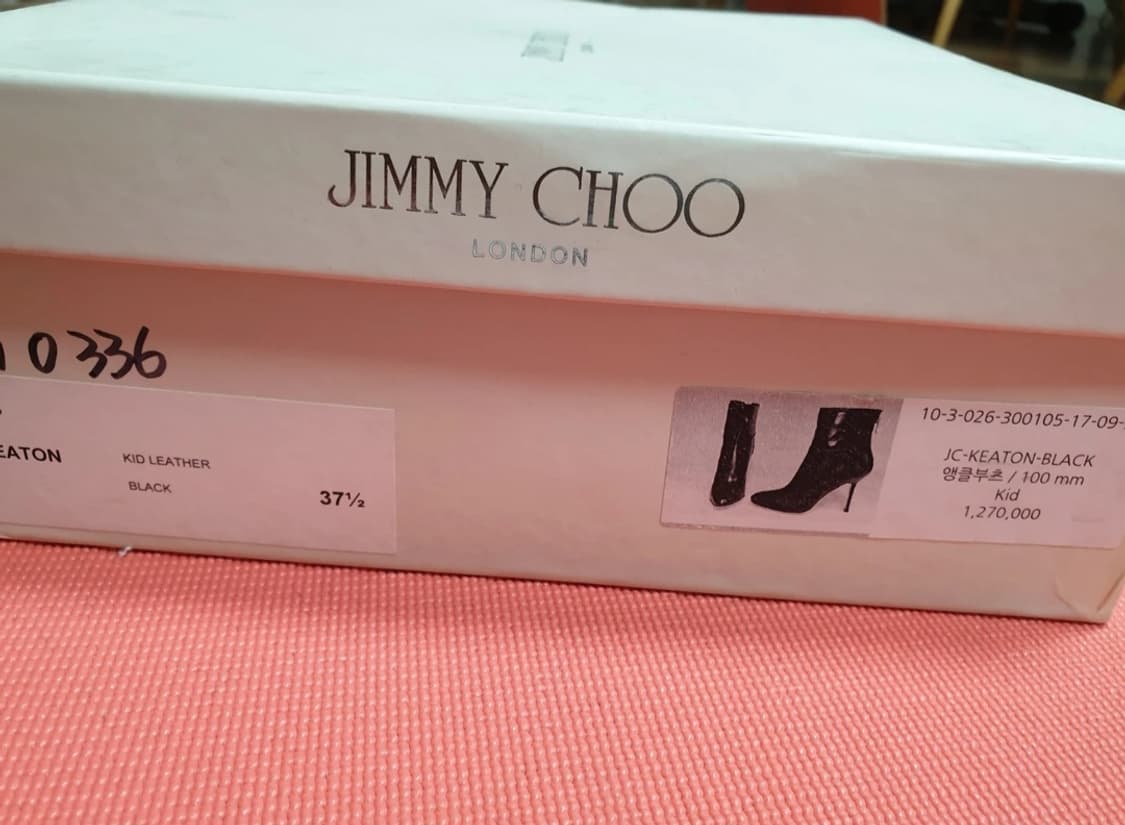 JIMMY CHOO
LONDON
0336
EATON
KID LEATHER
BLACK
37½
10-3-026-300105-17-09-
JC-KEATON-BLACK
앵클부츠 / 100 mm
Kid
1,270,000